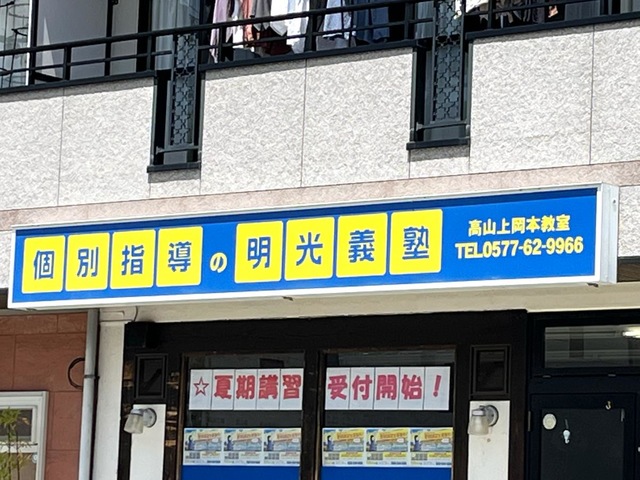 個別指導の明光義塾
高山上岡本教室
TEL0577-62-9966
☆夏期講習 受付開始！